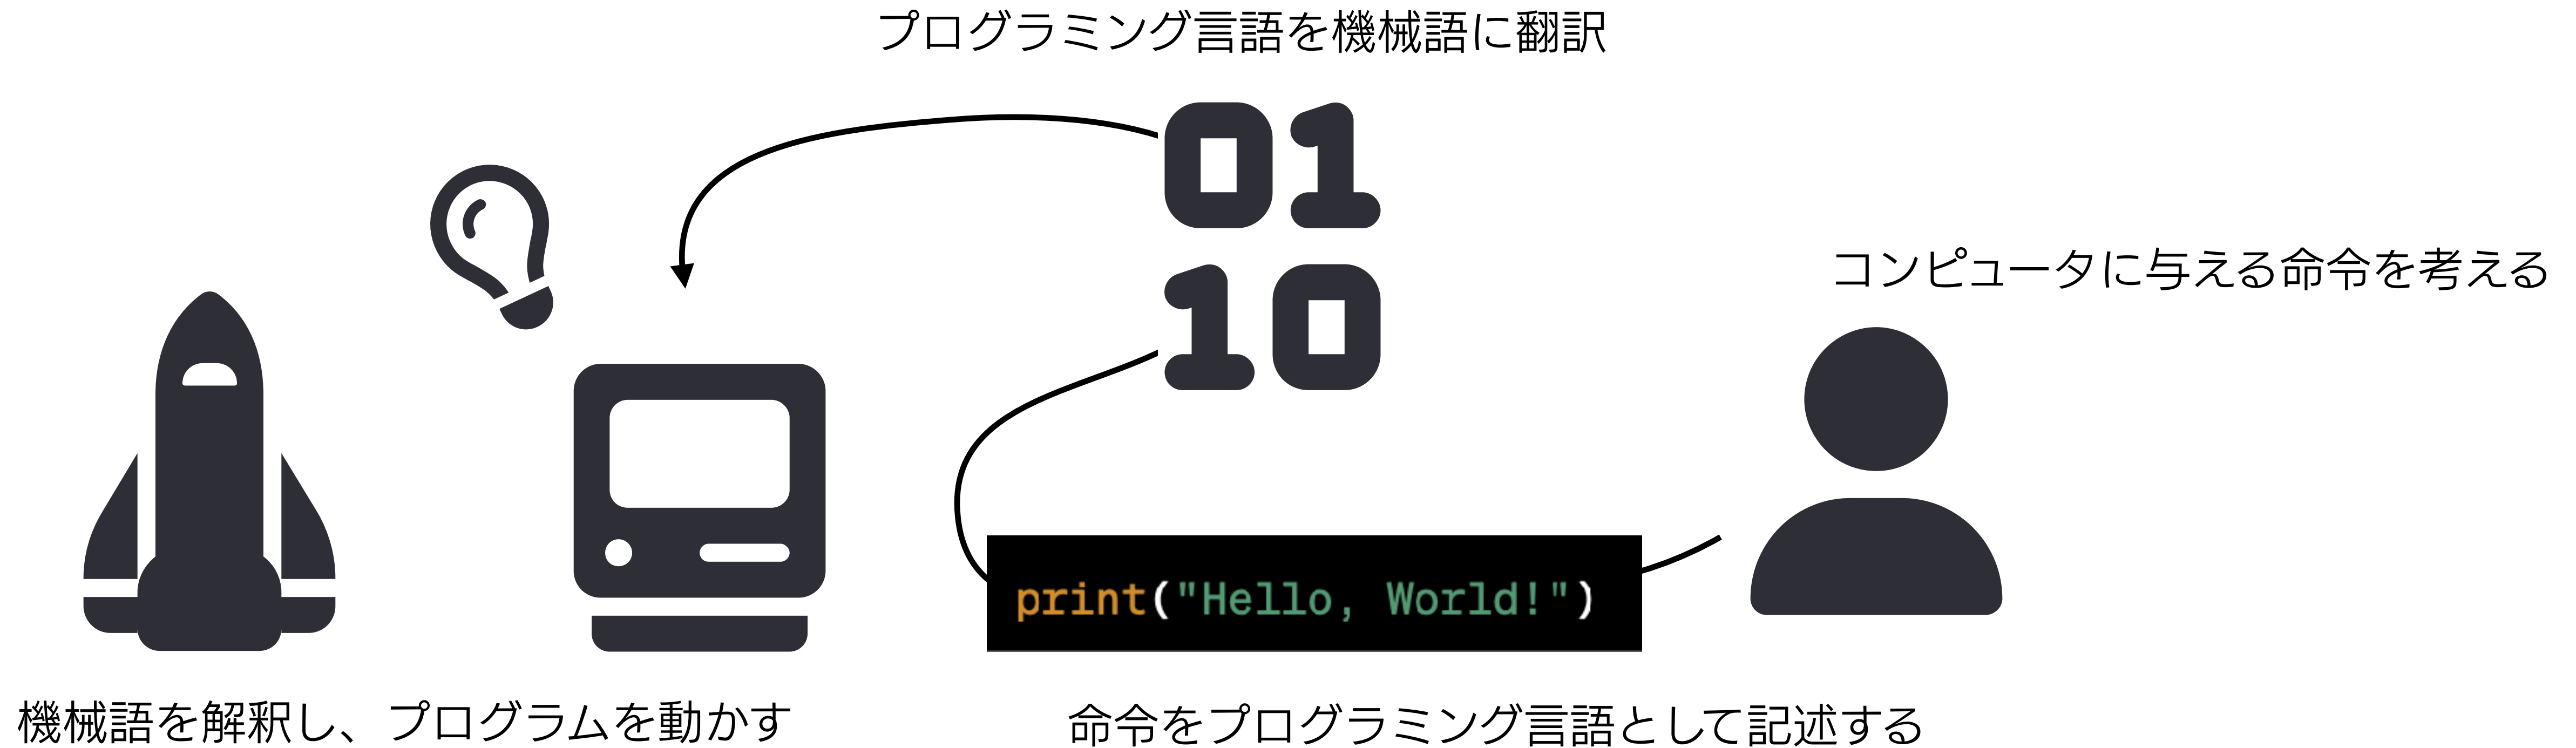 プログラミング言語を機械語に翻訳
01
10
コンピュータに与える命令を考える
print("Hello, World!")
機械語を解釈し、プログラムを動かす
命令をプログラミング言語として記述する